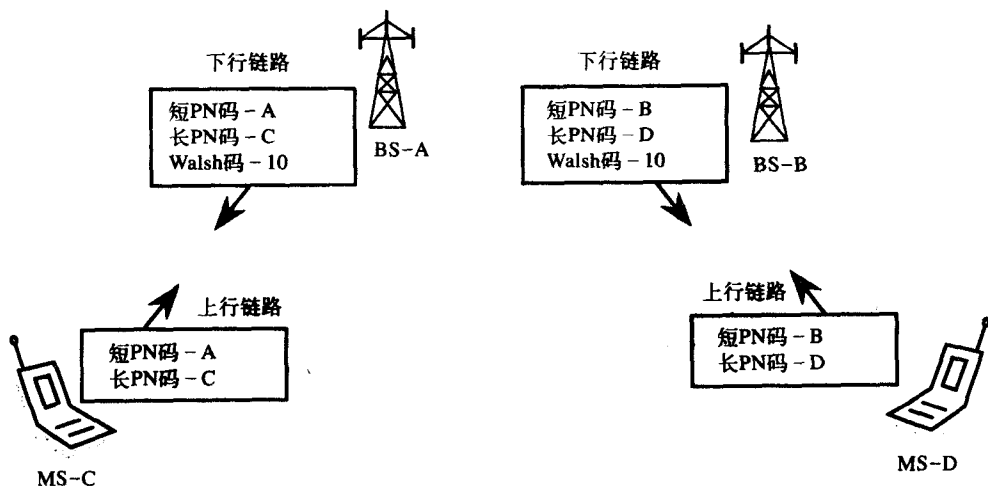 下行链路
短PN码-A
长PN码-C
Walsh码-10
BS-A
下行链路
短PN码-B
长PN码-D
Walsh码-10
BS-B
上行链路
短PN码-A
长PN码-C
MS-C
上行链路
短PN码-B
长PN码-D
MS-D